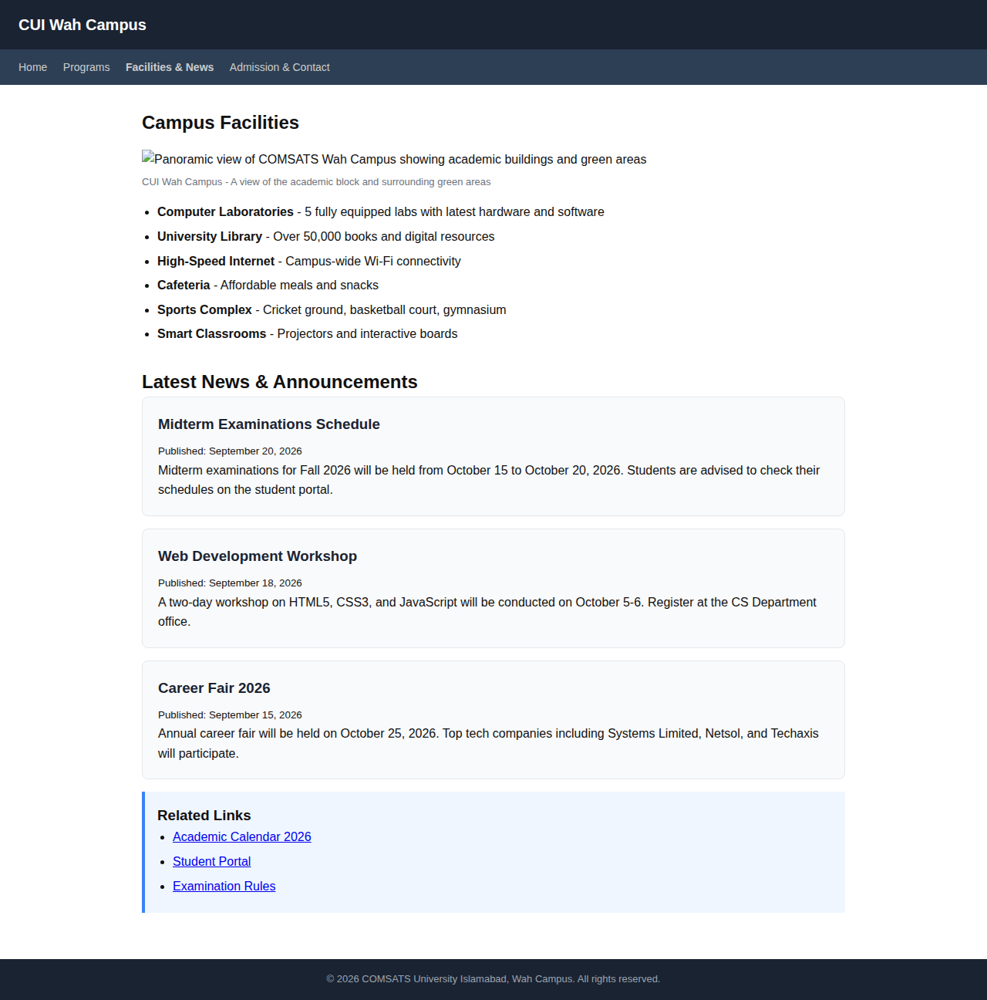 CUI Wah Campus
Home
Programs
Facilities & News
Admission & Contact
Campus Facilities
Panoramic view of COMSATS Wah Campus showing academic buildings and green areas
CUI Wah Campus - A view of the academic block and surrounding green areas
Computer Laboratories - 5 fully equipped labs with latest hardware and software
University Library - Over 50,000 books and digital resources
High-Speed Internet - Campus-wide Wi-Fi connectivity
Cafeteria - Affordable meals and snacks
Sports Complex - Cricket ground, basketball court, gymnasium
Smart Classrooms - Projectors and interactive boards
Latest News & Announcements
Midterm Examinations Schedule
Published: September 20, 2026
Midterm examinations for Fall 2026 will be held from October 15 to October 20, 2026. Students are advised to check their
schedules on the student portal.
Web Development Workshop
Published: September 18, 2026
A two-day workshop on HTML5, CSS3, and JavaScript will be conducted on October 5-6. Register at the CS Department
office.
Career Fair 2026
Published: September 15, 2026
Annual career fair will be held on October 25, 2026. Top tech companies including Systems Limited, Netsol, and Techaxis
will participate.
Related Links
Academic Calendar 2026
Student Portal
Examination Rules
© 2026 COMSATS University Islamabad, Wah Campus. All rights reserved.